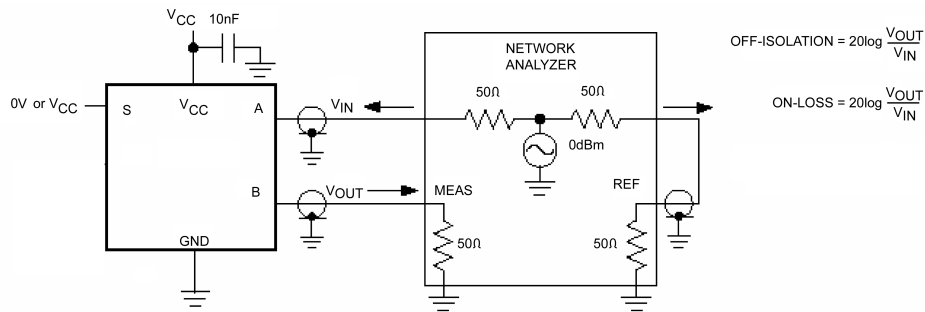 VCC
10nF
OFF-ISOLATION = 20log VOUT
VIN
NETWORK
ANALYZER
50Ω
50Ω
ON-LOSS = 20log VOUT
VIN
0V or VCC
S
VCC
A
VIN
0dBm
B
VOUT
MEAS
REF
GND
50Ω
50Ω